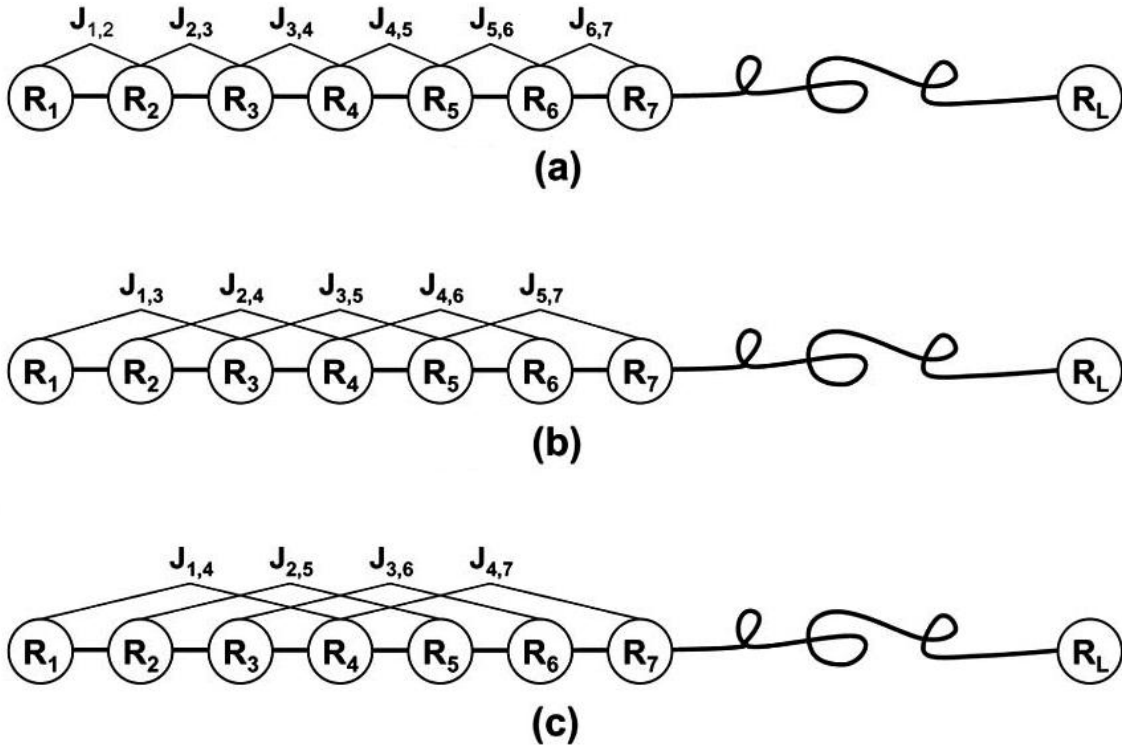 J1,2 J2,3 J3,4 J4,5 J5,6 J6,7
R1 R2 R3 R4 R5 R6 R7 RL
(a)
J1,3 J2,4 J3,5 J4,6 J5,7
R1 R2 R3 R4 R5 R6 R7 RL
(b)
J1,4 J2,5 J3,6 J4,7
R1 R2 R3 R4 R5 R6 R7 RL
(c)